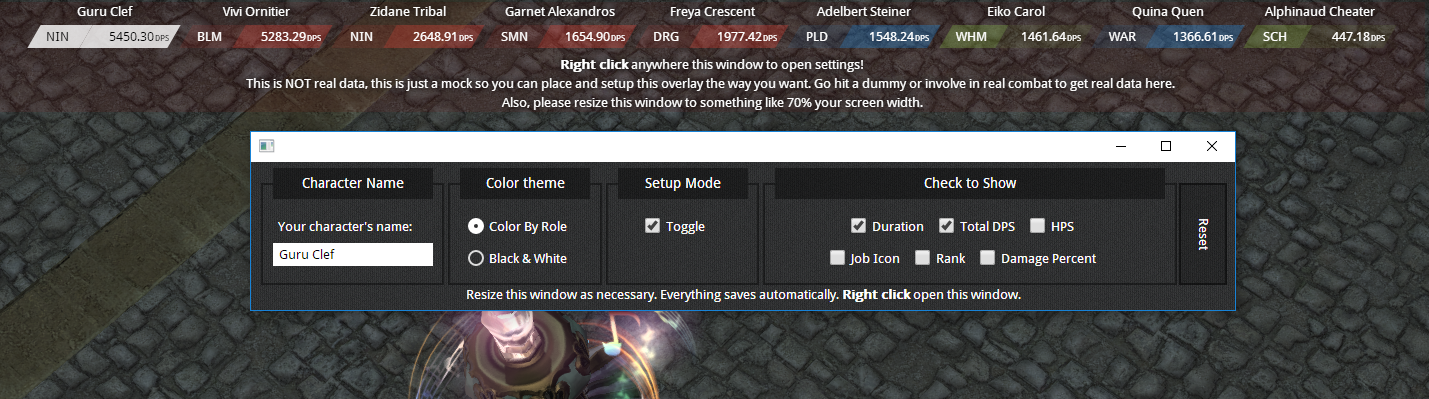 Guru Clef Vivi Ornitier Zidane Tribal Garnet Alexandros Freya Crescent Adelbert Steiner Eiko Carol Quina Quen Alphinaud Cheater
NIN 5450.30DPS BLM 5283.29DPS NIN 2648.91DPS SMN 1654.90DPS DRG 1977.42DPS PLD 1548.24DPS WHM 1461.64DPS WAR 1366.61DPS SCH 447.18DPS
Right click anywhere this window to open settings!
This is NOT real data, this is just a mock so you can place and setup this overlay the way you want. Go hit a dummy or involve in real combat to get real data here.
Also, please resize this window to something like 70% your screen width.
Character Name Color theme Setup Mode Check to Show
Your character's name: Color By Role Toggle Duration Total DPS HPS
Guru Clef Black & White Job Icon Rank Damage Percent
Reset
Resize this window as necessary. Everything saves automatically. Right click open this window.